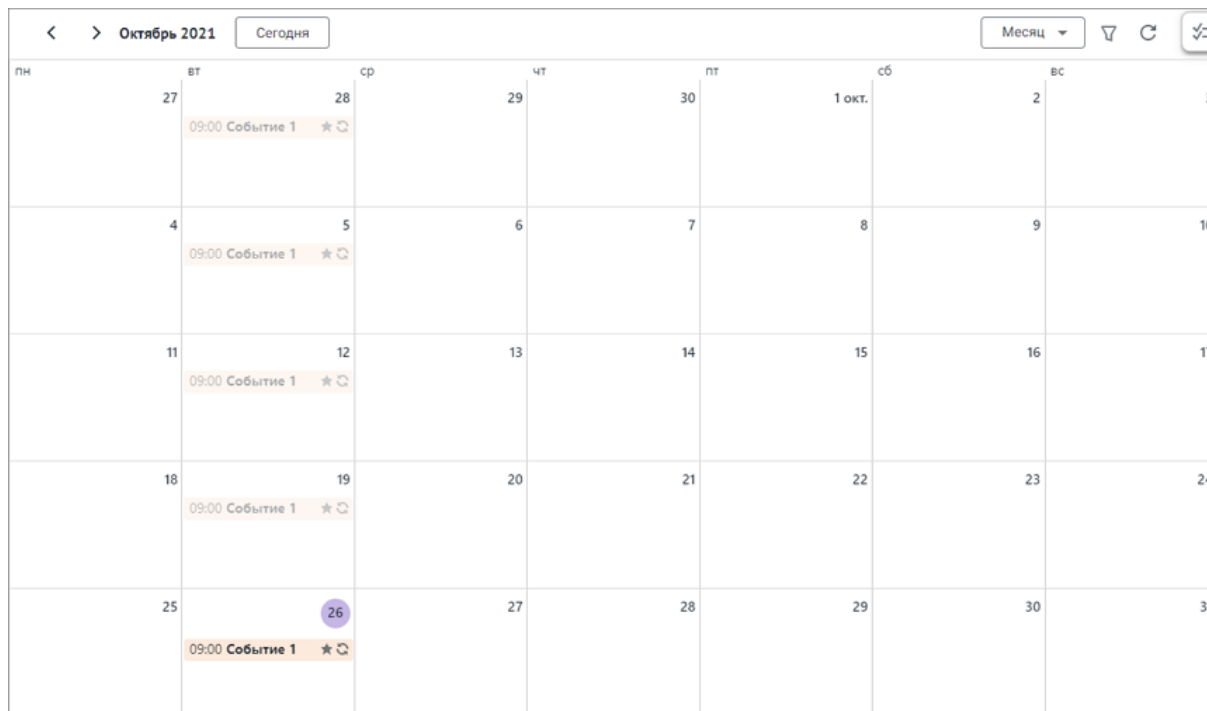 Октябрь 2021 Сегодня Месяц
пн вт ср чт пт сб вс
27 28 29 30 1 окт. 2
09:00 Событие 1
4 5 6 7 8 9
09:00 Событие 1
11 12 13 14 15 16
09:00 Событие 1
18 19 20 21 22 23
09:00 Событие 1
25 26 27 28 29 30
09:00 Событие 1